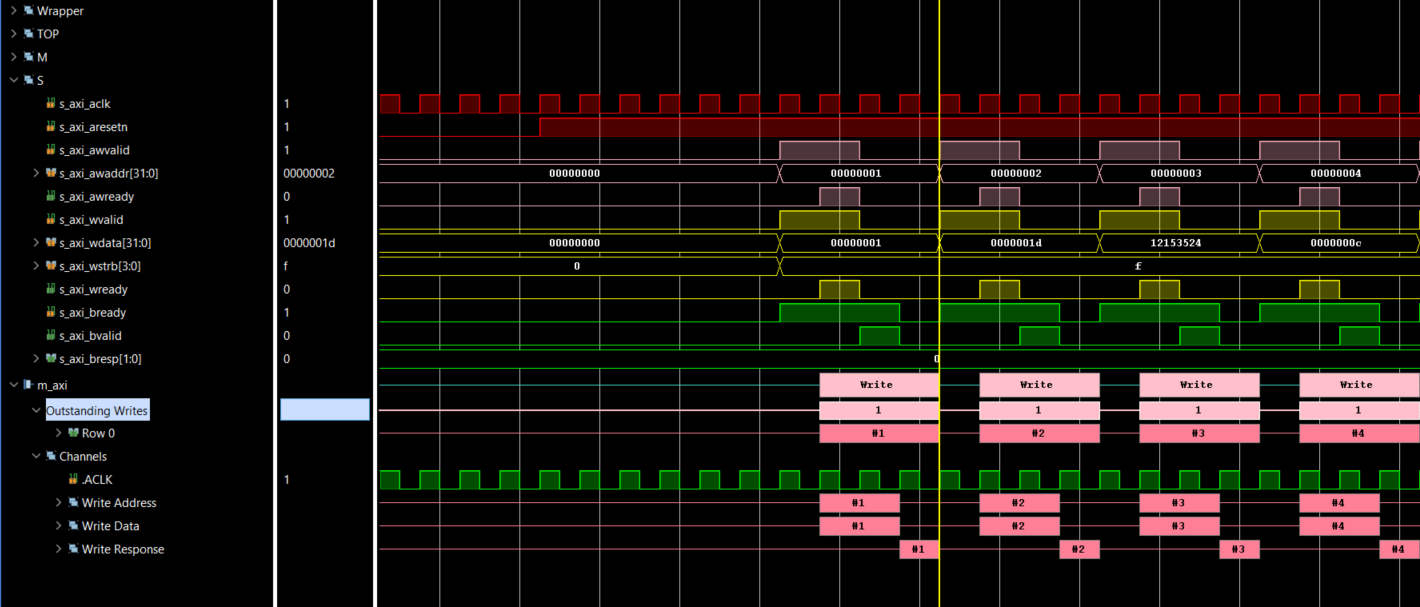 Wrapper
TOP
M
S
s_axi_aclk 1
s_axi_aresetn 1
s_axi_awvalid 1
s_axi_awaddr[31:0] 00000002 00000000 00000001 00000002 00000003 00000004
s_axi_awready 0
s_axi_wvalid 1
s_axi_wdata[31:0] 0000001d 00000000 00000001 0000001d 12153524 0000000c
s_axi_wstrb[3:0] f 0 f
s_axi_wready 0
s_axi_bready 1
s_axi_bvalid 0
s_axi_bresp[1:0] 0 0
m_axi Write Write Write Write
Outstanding Writes 1 1 1 1
Row 0 #1 #2 #3 #4
Channels
.ACLK 1
Write Address #1 #2 #3 #4
Write Data #1 #2 #3 #4
Write Response #1 #2 #3 #4